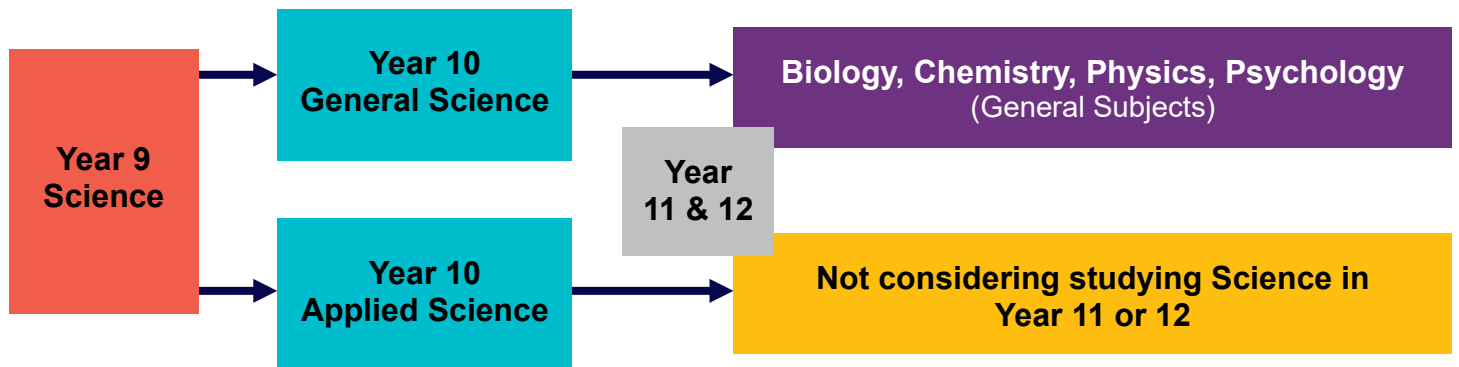 Year 9
Science
Year 10
General Science
Biology, Chemistry, Physics, Psychology
(General Subjects)
Year
11 & 12
Year 10
Applied Science
Not considering studying Science in
Year 11 or 12